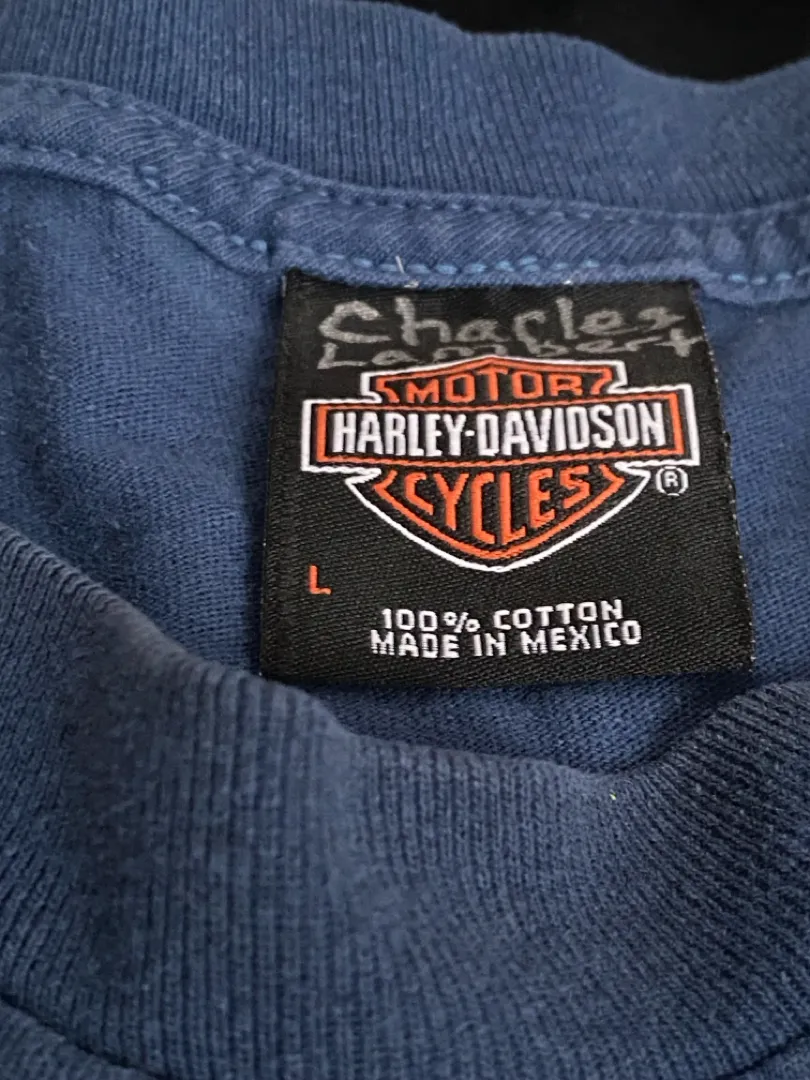 Charles
Lambert
MOTOR
HARLEY-DAVIDSON
CYCLES
®
L
100% COTTON
MADE IN MEXICO